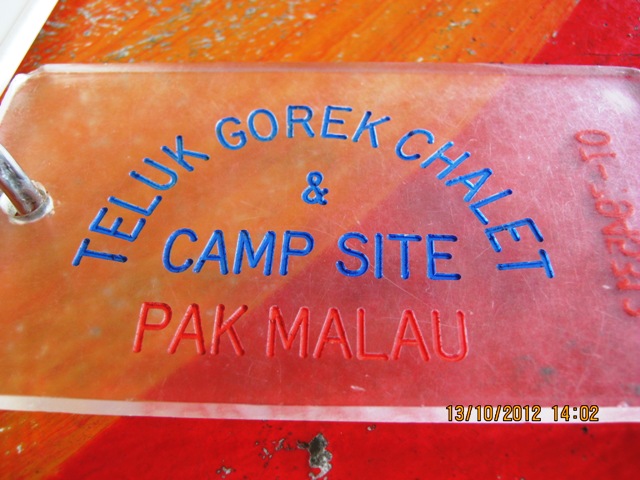 TELUK GOREK CHALET
&
CAMP SITE
PAK MALAU
13/10/2012 14:02